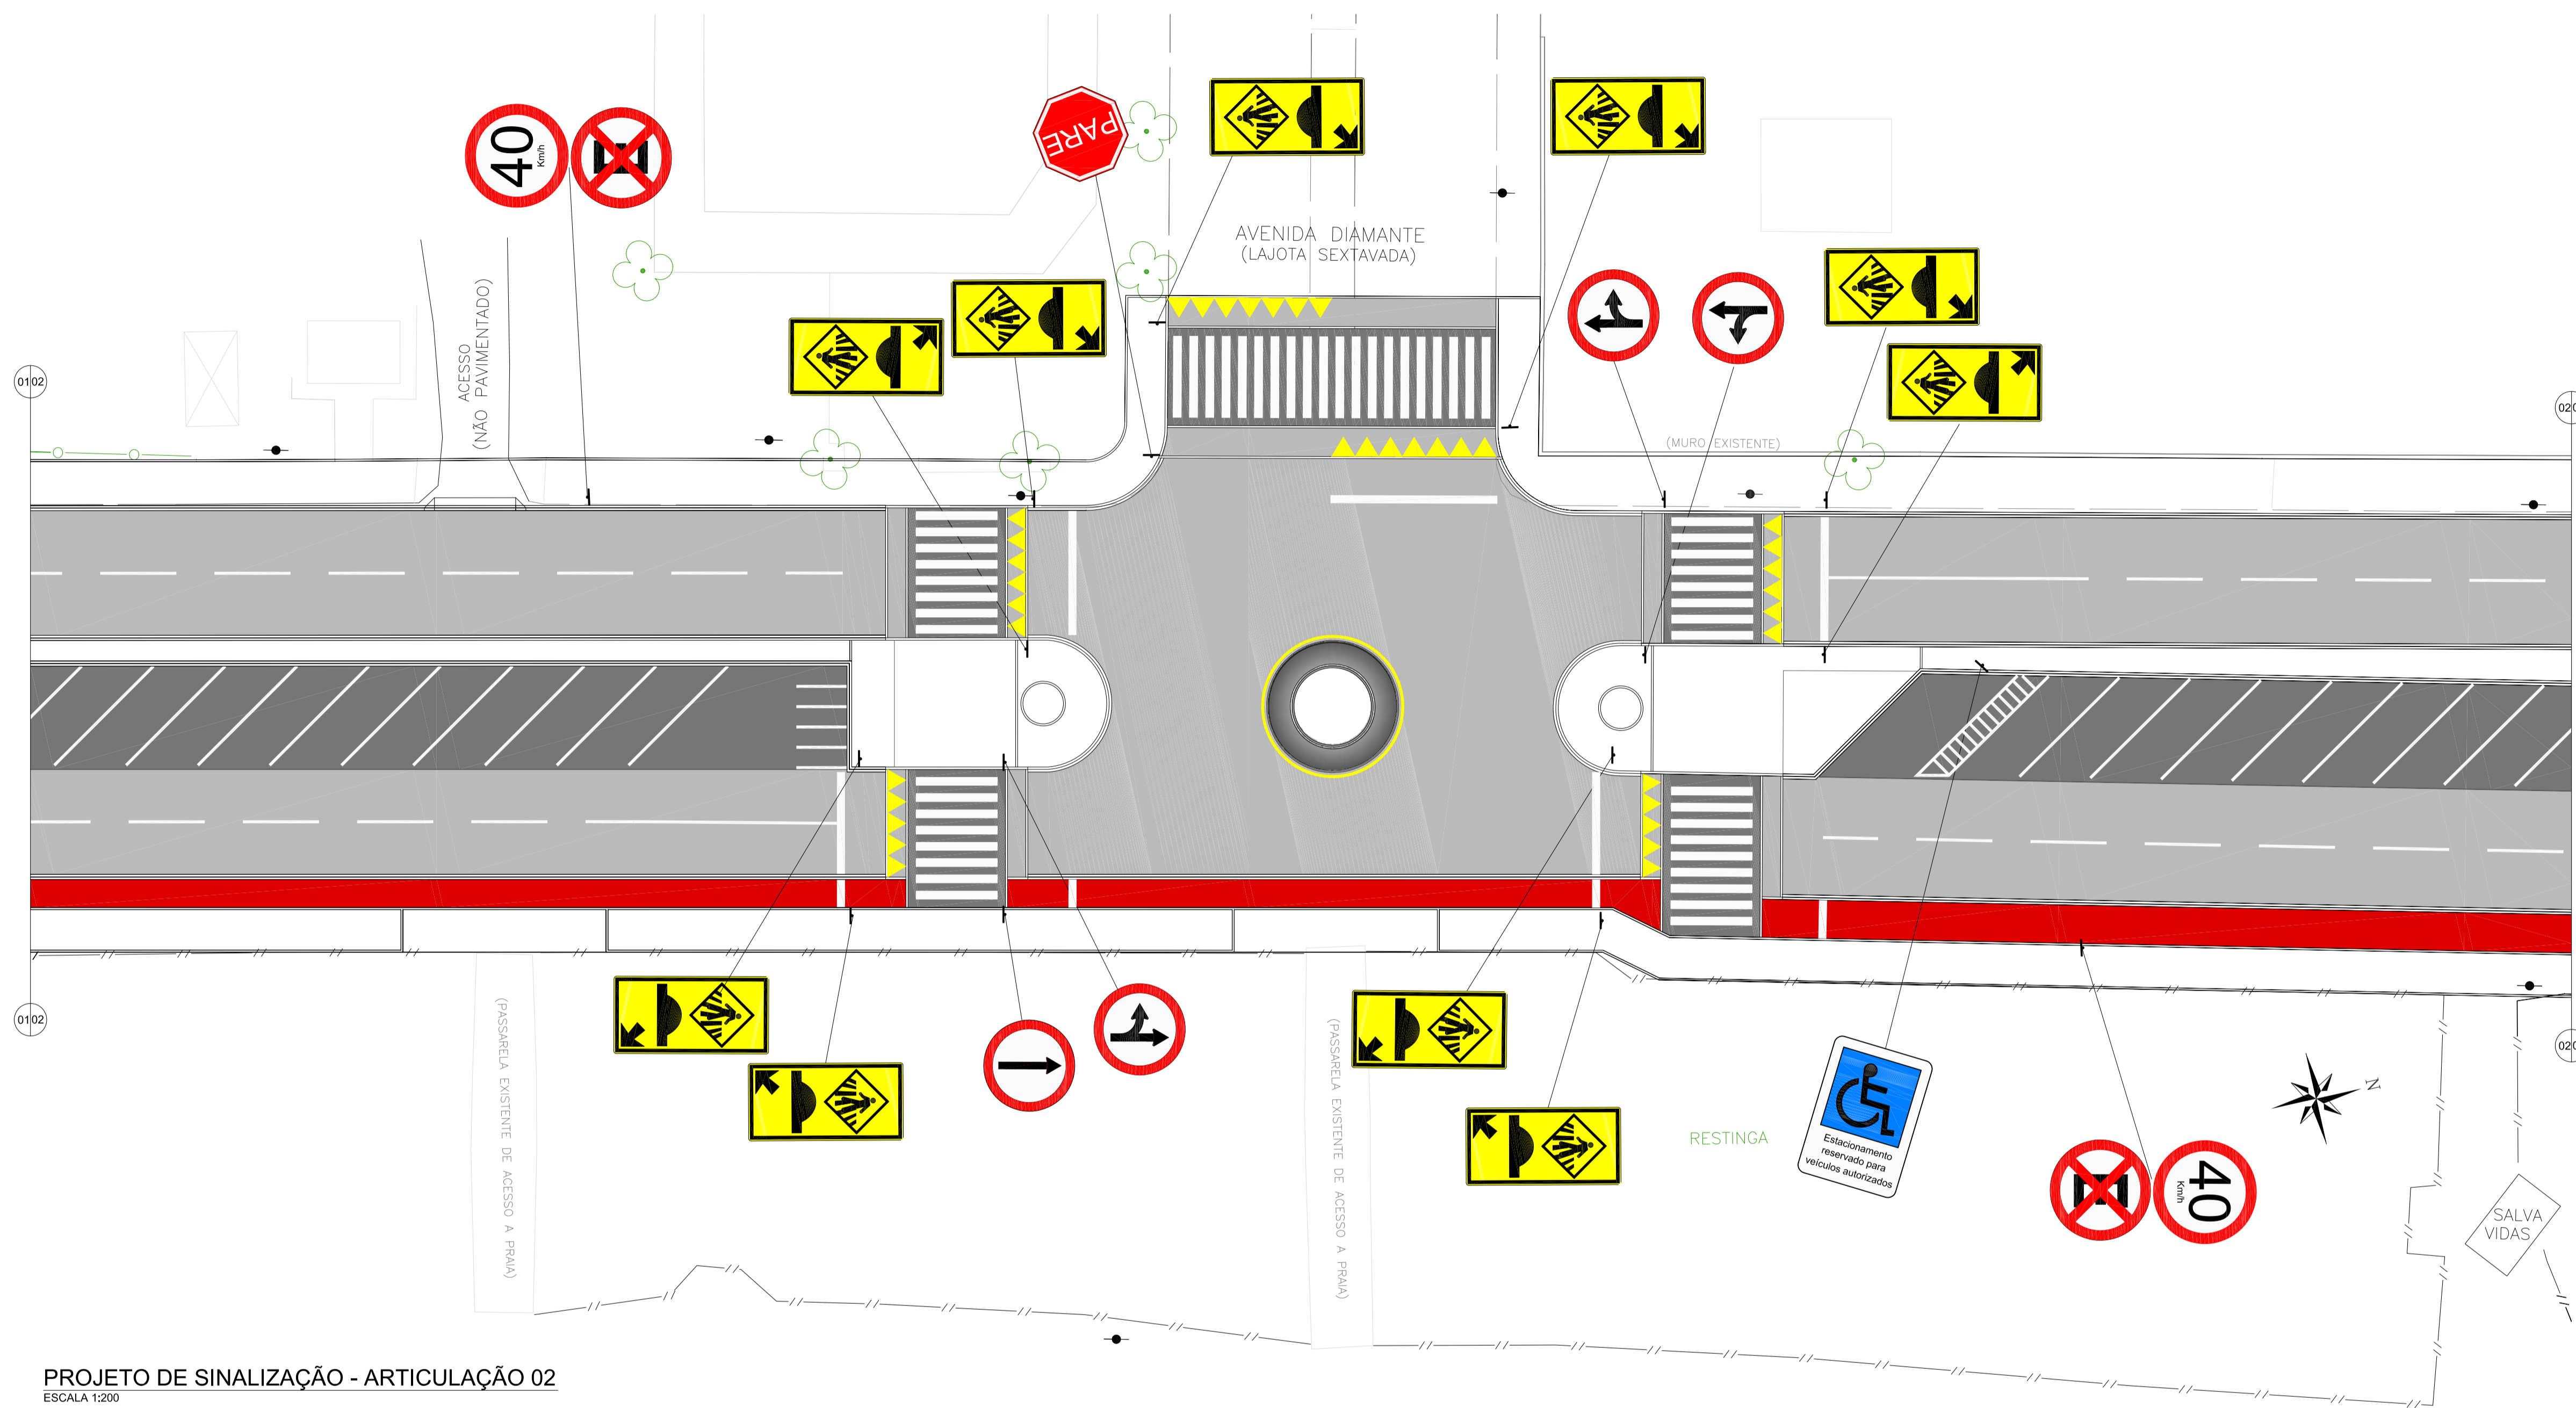 40
Km/h
PARE
AVENIDA DIAMANTE
(LAJOTA SEXTAVADA)
ACESSO
(NÃO PAVIMENTADO)
01 02
(MURO EXISTENTE)
01 02
(PASSARELA EXISTENTE DE ACESSO A PRAIA)
(PASSARELA EXISTENTE DE ACESSO A PRAIA)
RESTINGA
Estacionamento
reservado para
veículos autorizados
N
40
Km/h
SALVA
VIDAS
PROJETO DE SINALIZAÇÃO - ARTICULAÇÃO 02
ESCALA 1:200